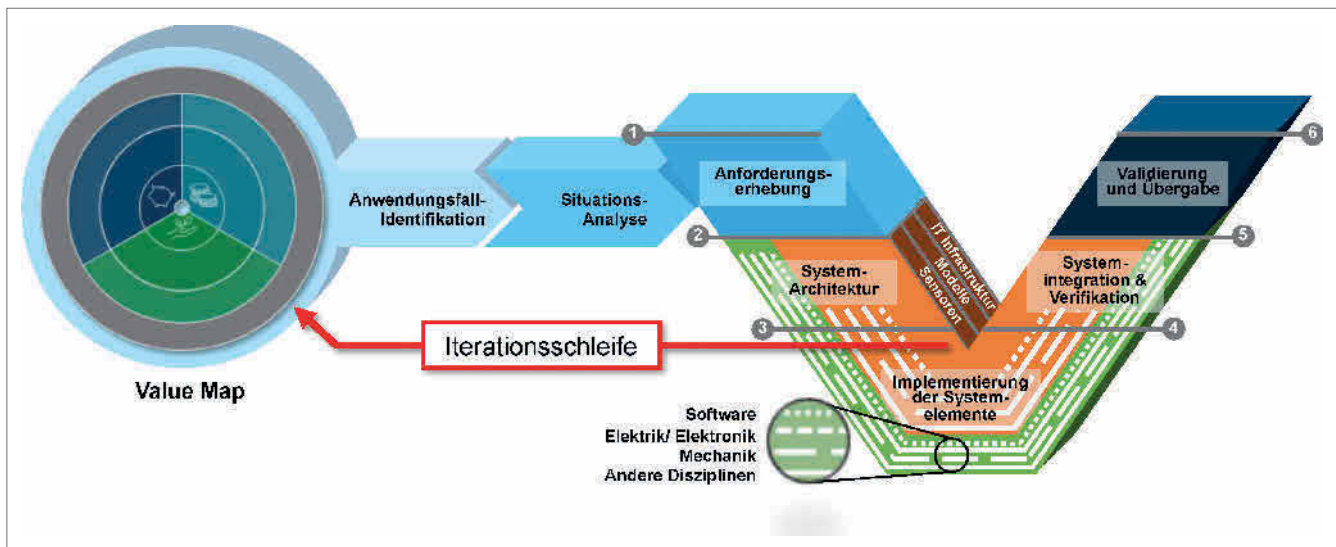 Value Map
Anwendungsfall-
Identifikation
Situations-
Analyse
1
Anforderungs-
erhebung
2
System-
Architektur
IT Infrastruktur
Modelle
Sensoren
3
Iterationsschleife
Implementierung
der System-
elemente
Software
Elektrik/ Elektronik
Mechanik
Andere Disziplinen
4
System-
integration &
Verifikation
5
Validierung
und Übergabe
6